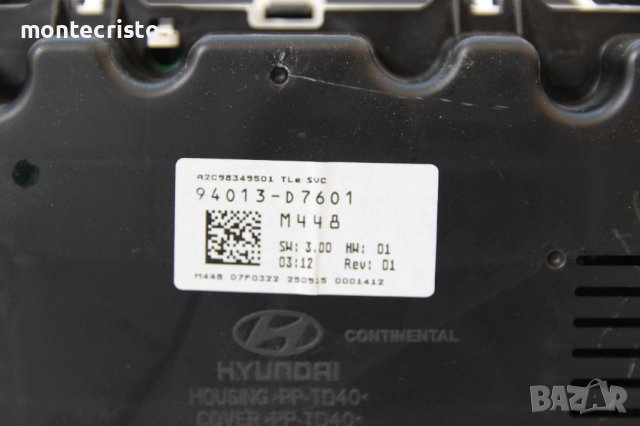 montecristo
A2C98349501 TLe SVC
94013-D7601
M448
SW: 3.00 HW: 01
03:12 Rev: 01
M448 D7F0322 250915 0001412
CONTINENTAL
HYUNDAI
HOUSING >PP-TD40<
COVER >PP-TD40<
BAZAR